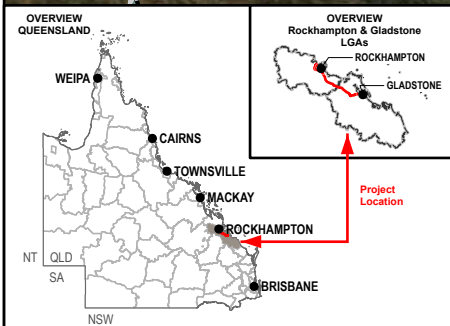 OVERVIEW
QUEENSLAND
WEIPA
CAIRNS
TOWNSVILLE
MACKAY
ROCKHAMPTON
BRISBANE
NT
QLD
SA
NSW
OVERVIEW
Rockhampton & Gladstone
LGAs
ROCKHAMPTON
GLADSTONE
Project
Location